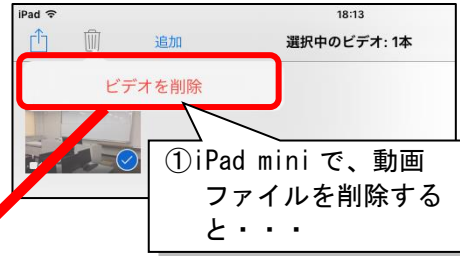 iPad 18:13
追加 選択中のビデオ: 1本
ビデオを削除
①iPad mini で、動画
ファイルを削除する
と・・・